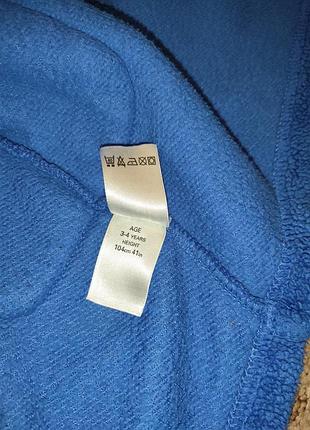 AGE
3-4 YEARS
HEIGHT
104cm 41in